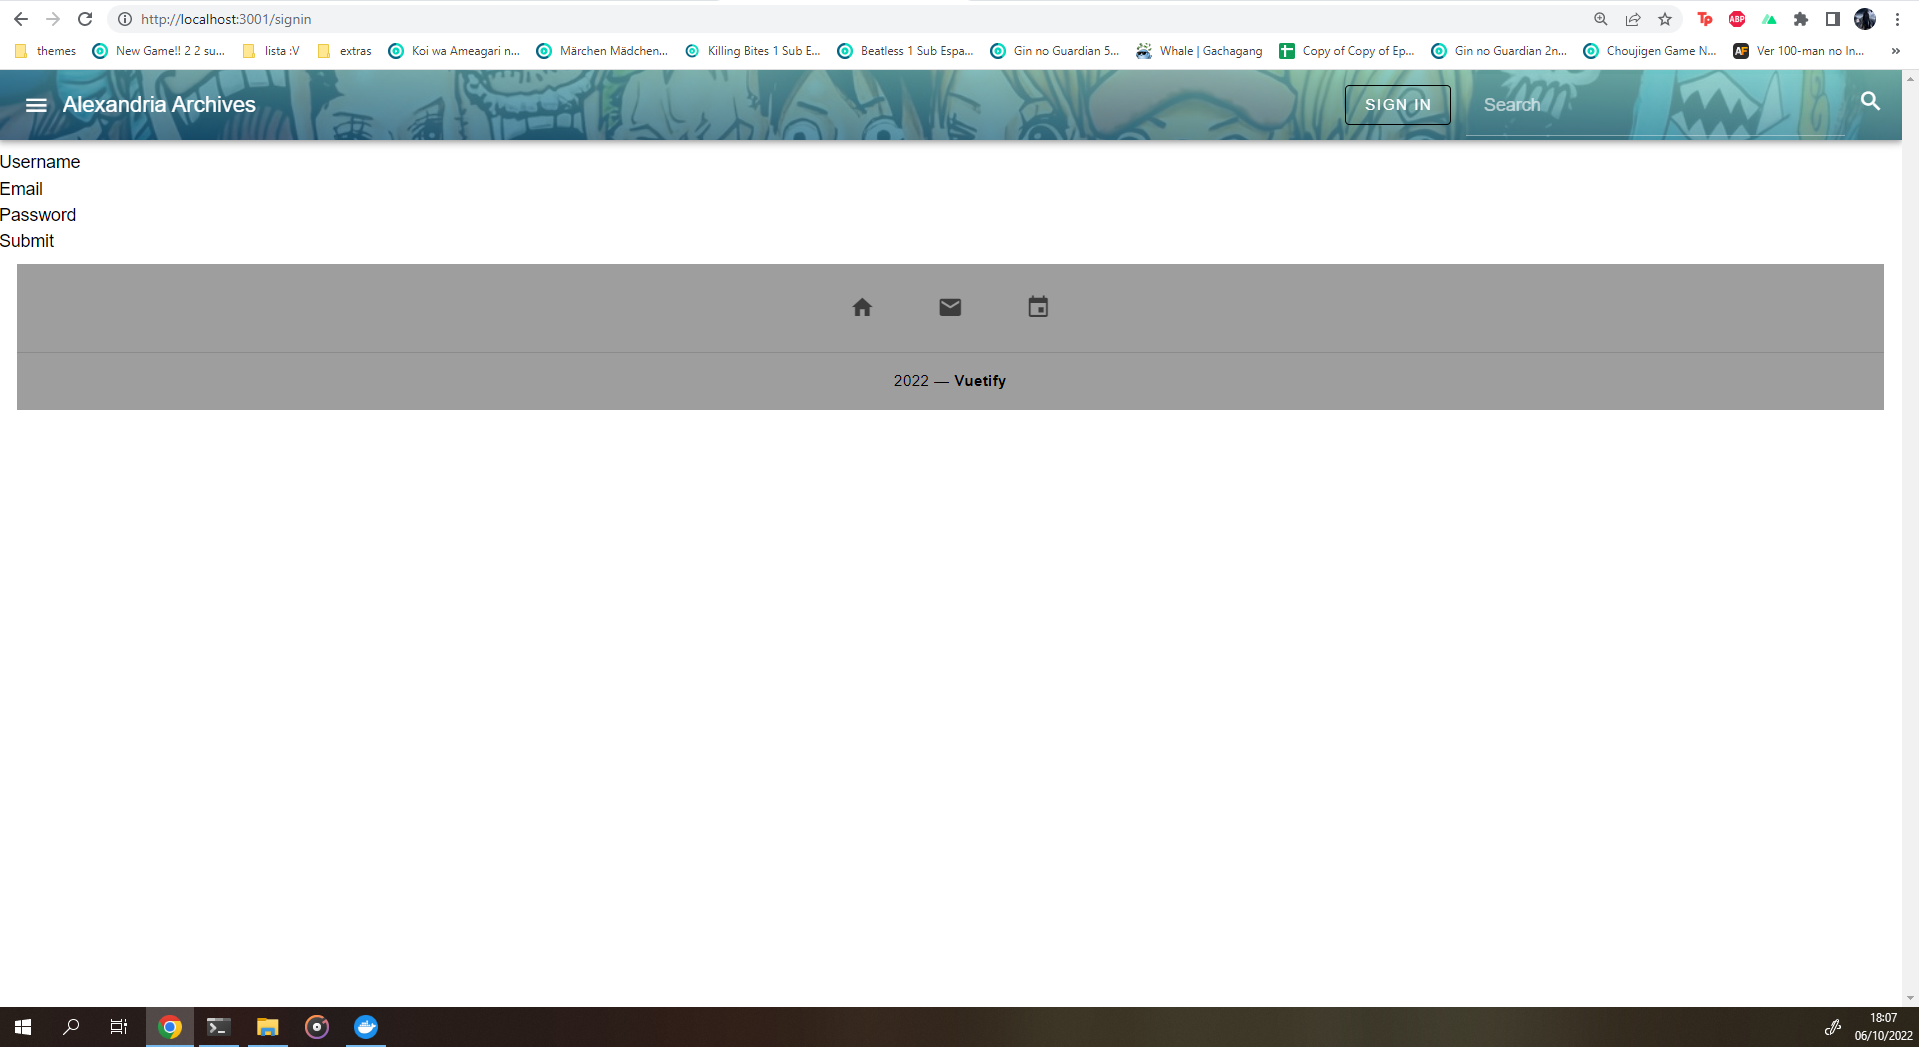 http://localhost:3001/signin
themes New Game!! 2 2 su... lista :V extras Koi wa Ameagari n... Märchen Mädchen... Killing Bites 1 Sub E... Beatless 1 Sub Espa... Gin no Guardian 5... Whale | Gachagang Copy of Copy of Ep... Gin no Guardian 2n... Choujigen Game N... AF Ver 100-man no In... »
Alexandria Archives SIGN IN Search
Username
Email
Password
Submit
2022 — Vuetify
18:07
06/10/2022